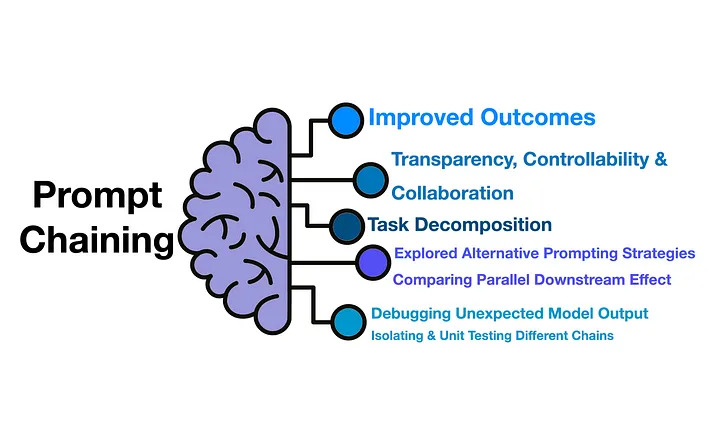 Prompt
Chaining
Improved Outcomes
Transparency, Controllability &
Collaboration
Task Decomposition
Explored Alternative Prompting Strategies
Comparing Parallel Downstream Effect
Debugging Unexpected Model Output
Isolating & Unit Testing Different Chains